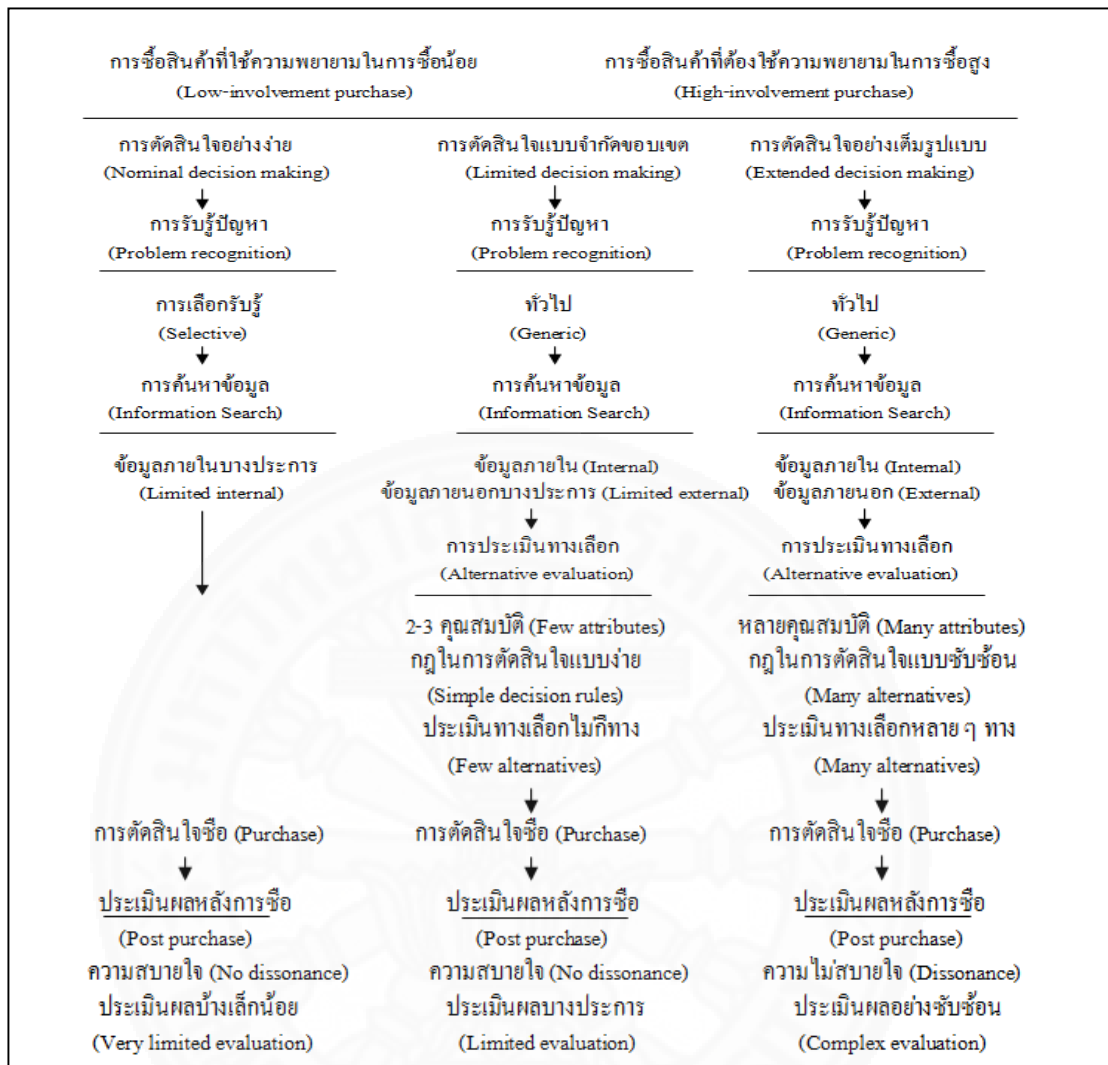 การซื้อสินค้าที่ใช้ความพยายามในการซื้อน้อย
(Low-involvement purchase)
การซื้อสินค้าที่ต้องใช้ความพยายามในการซื้อสูง
(High-involvement purchase)
การตัดสินใจอย่างง่าย
(Nominal decision making)
การรับรู้ปัญหา
(Problem recognition)
การเลือกรับรู้
(Selective)
การค้นหาข้อมูล
(Information Search)
ข้อมูลภายในบางประการ
(Limited internal)
การตัดสินใจซื้อ (Purchase)
ประเมินผลหลังการซื้อ
(Post purchase)
ความสบายใจ (No dissonance)
ประเมินผลบ้างเล็กน้อย
(Very limited evaluation)
การตัดสินใจแบบจำกัดขอบเขต
(Limited decision making)
การรับรู้ปัญหา
(Problem recognition)
ทั่วไป
(Generic)
การค้นหาข้อมูล
(Information Search)
ข้อมูลภายใน (Internal)
ข้อมูลภายนอกบางประการ (Limited external)
การประเมินทางเลือก
(Alternative evaluation)
2-3 คุณสมบัติ (Few attributes)
กฎในการตัดสินใจแบบง่าย
(Simple decision rules)
ประเมินทางเลือกไม่กี่ทาง
(Few alternatives)
การตัดสินใจซื้อ (Purchase)
ประเมินผลหลังการซื้อ
(Post purchase)
ความสบายใจ (No dissonance)
ประเมินผลบางประการ
(Limited evaluation)
การตัดสินใจอย่างเต็มรูปแบบ
(Extended decision making)
การรับรู้ปัญหา
(Problem recognition)
ทั่วไป
(Generic)
การค้นหาข้อมูล
(Information Search)
ข้อมูลภายใน (Internal)
ข้อมูลภายนอก (External)
การประเมินทางเลือก
(Alternative evaluation)
หลายคุณสมบัติ (Many attributes)
กฎในการตัดสินใจแบบซับซ้อน
(Many alternatives)
ประเมินทางเลือกหลาย ๆ ทาง
(Many alternatives)
การตัดสินใจซื้อ (Purchase)
ประเมินผลหลังการซื้อ
(Post purchase)
ความไม่สบายใจ (Dissonance)
ประเมินผลอย่างซับซ้อน
(Complex evaluation)